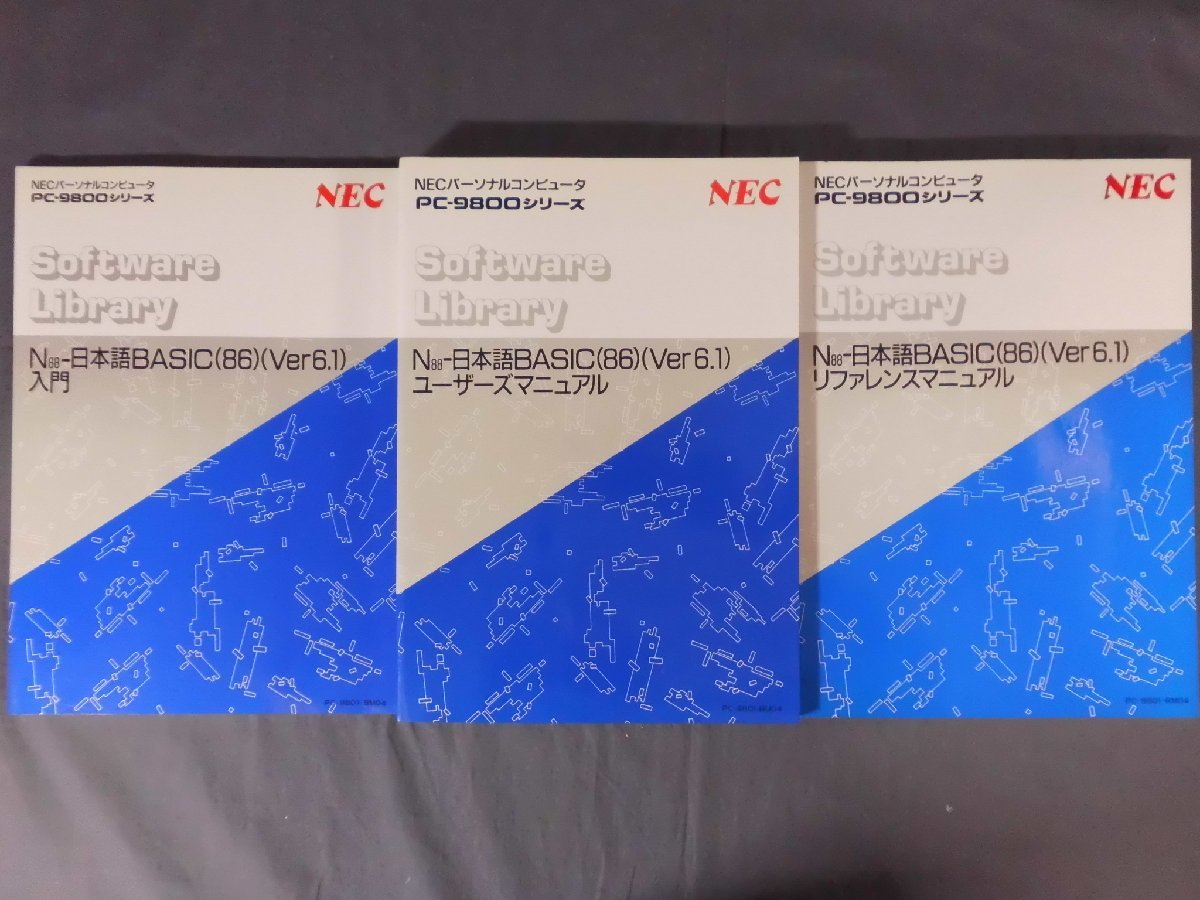 NECパーソナルコンピュータ
PC-9800シリーズ
NEC
Software
Library
N88-日本語BASIC(86)(Ver6.1)
入門
NECパーソナルコンピュータ
PC-9800シリーズ
NEC
Software
Library
N88-日本語BASIC(86)(Ver6.1)
ユーザーズマニュアル
NECパーソナルコンピュータ
PC-9800シリーズ
NEC
Software
Library
N88-日本語BASIC(86)(Ver6.1)
リファレンスマニュアル